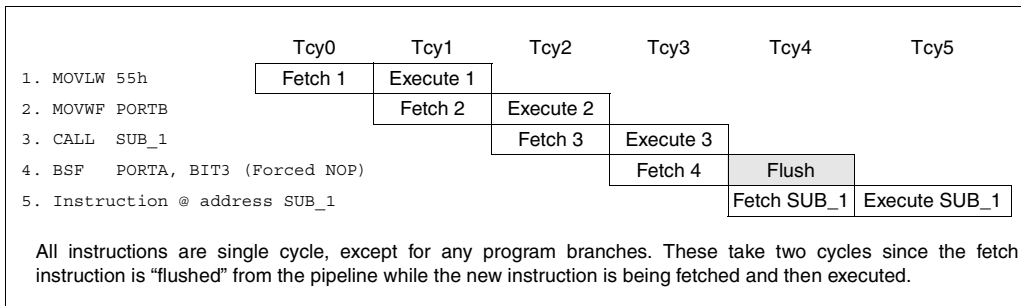 Tcy0 Tcy1 Tcy2 Tcy3 Tcy4 Tcy5
1. MOVLW 55h Fetch 1 Execute 1
2. MOVWF PORTB Fetch 2 Execute 2
3. CALL SUB_1 Fetch 3 Execute 3
4. BSF PORTA, BIT3 (Forced NOP) Fetch 4 Flush
5. Instruction @ address SUB_1 Fetch SUB_1 Execute SUB_1
All instructions are single cycle, except for any program branches. These take two cycles since the fetch
instruction is “flushed” from the pipeline while the new instruction is being fetched and then executed.